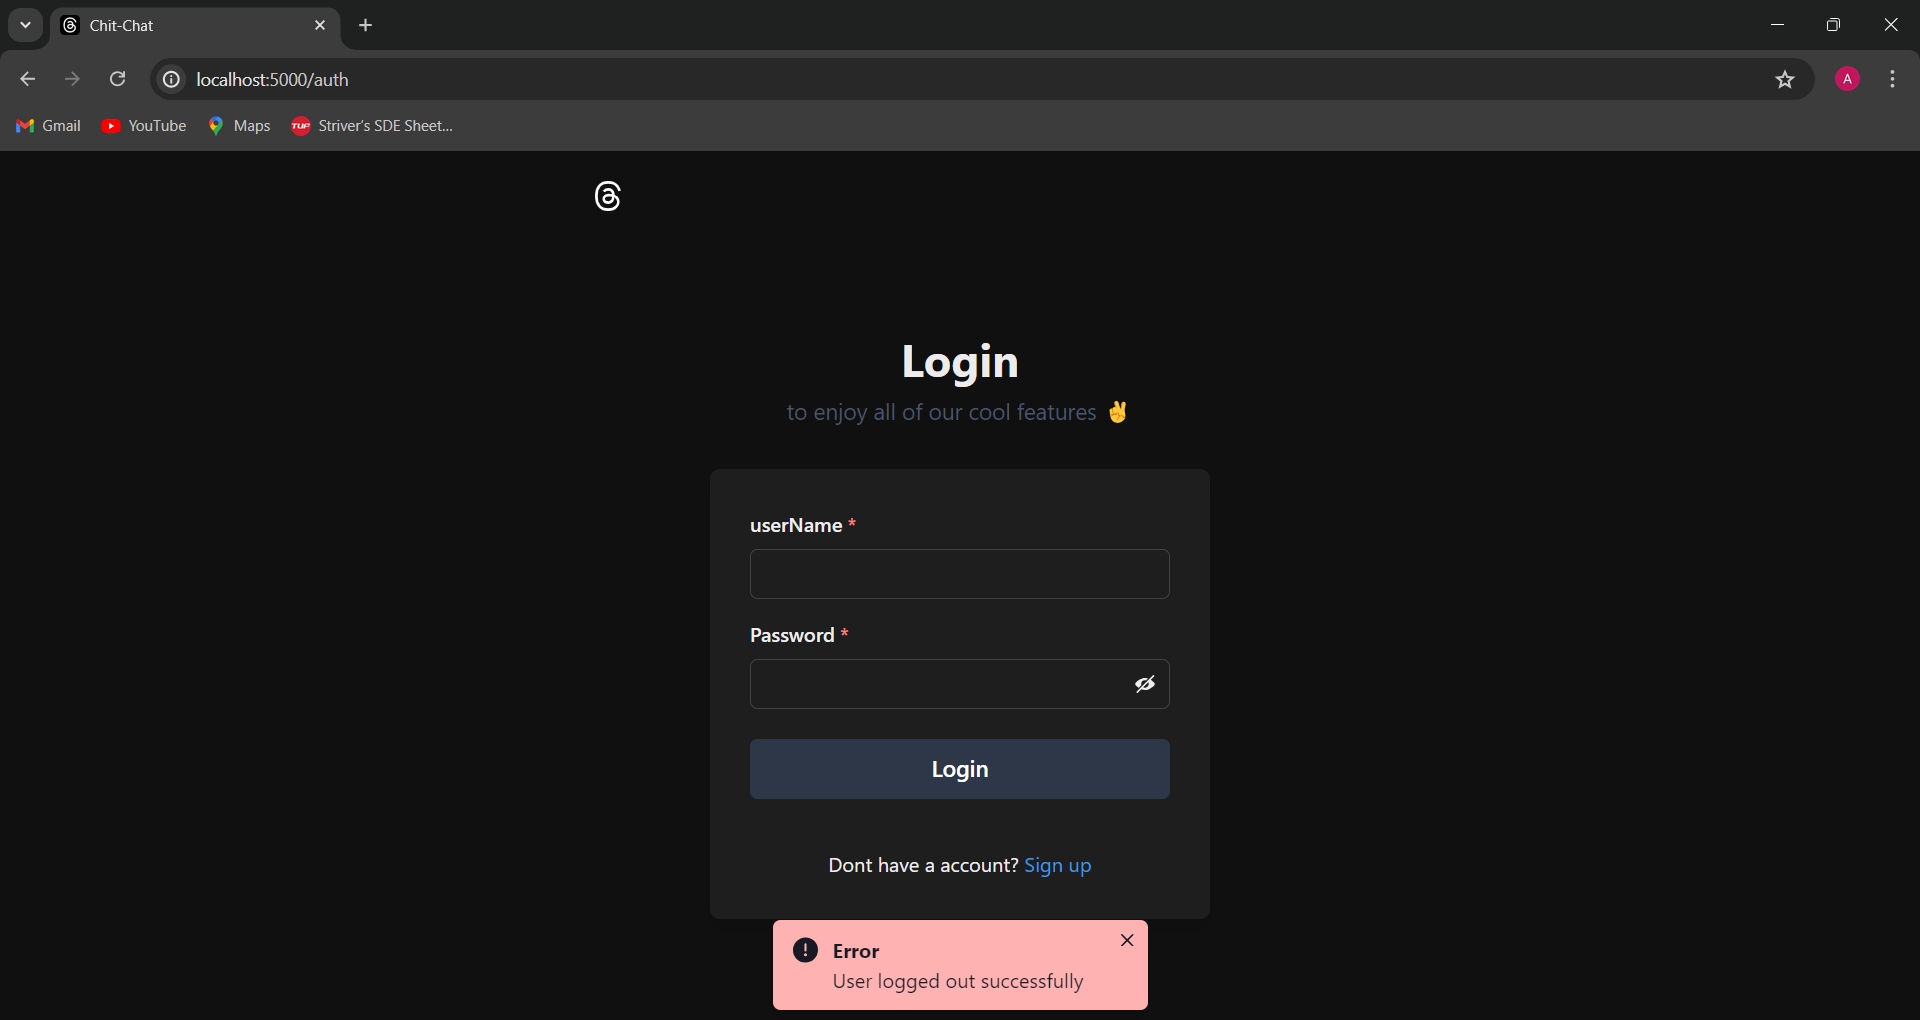 Chit-Chat
localhost:5000/auth
A
Gmail
YouTube
Maps
TUF
Striver's SDE Sheet...
Login
to enjoy all of our cool features ✌
userName *
Password *
Login
Dont have a account? Sign up
Error
User logged out successfully